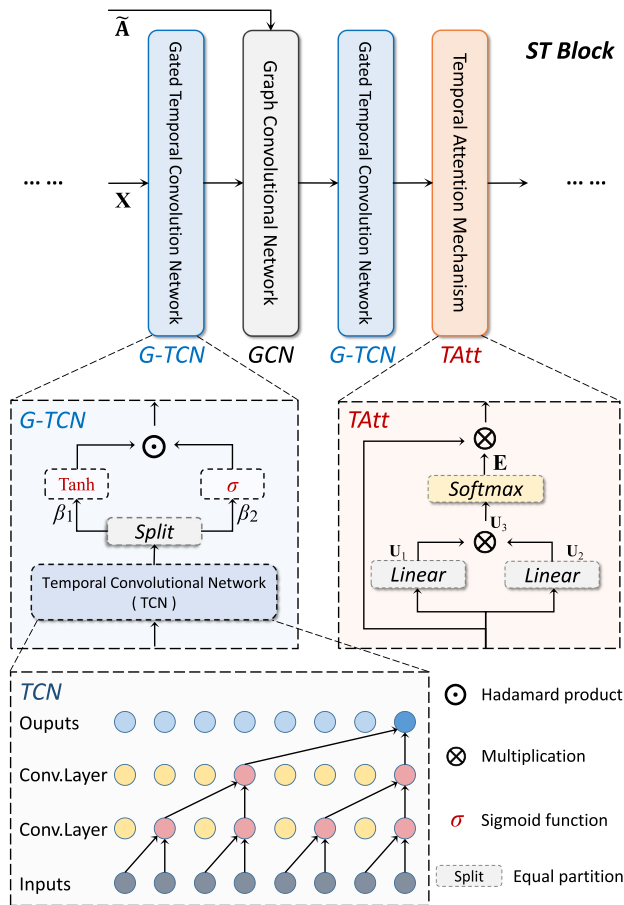 Ã
ST Block
Gated Temporal Convolution Network
Graph Convolutional Network
Gated Temporal Convolution Network
Temporal Attention Mechanism
... ...
X
... ...
G-TCN
GCN
G-TCN
TAtt
G-TCN
Tanh
σ
β1
Split
β2
Temporal Convolutional Network
( TCN )
TAtt
E
Softmax
U3
U1
U2
Linear
Linear
TCN
Ouputs
Conv.Layer
Conv.Layer
Inputs
Hadamard product
Multiplication
σ Sigmoid function
Split Equal partition